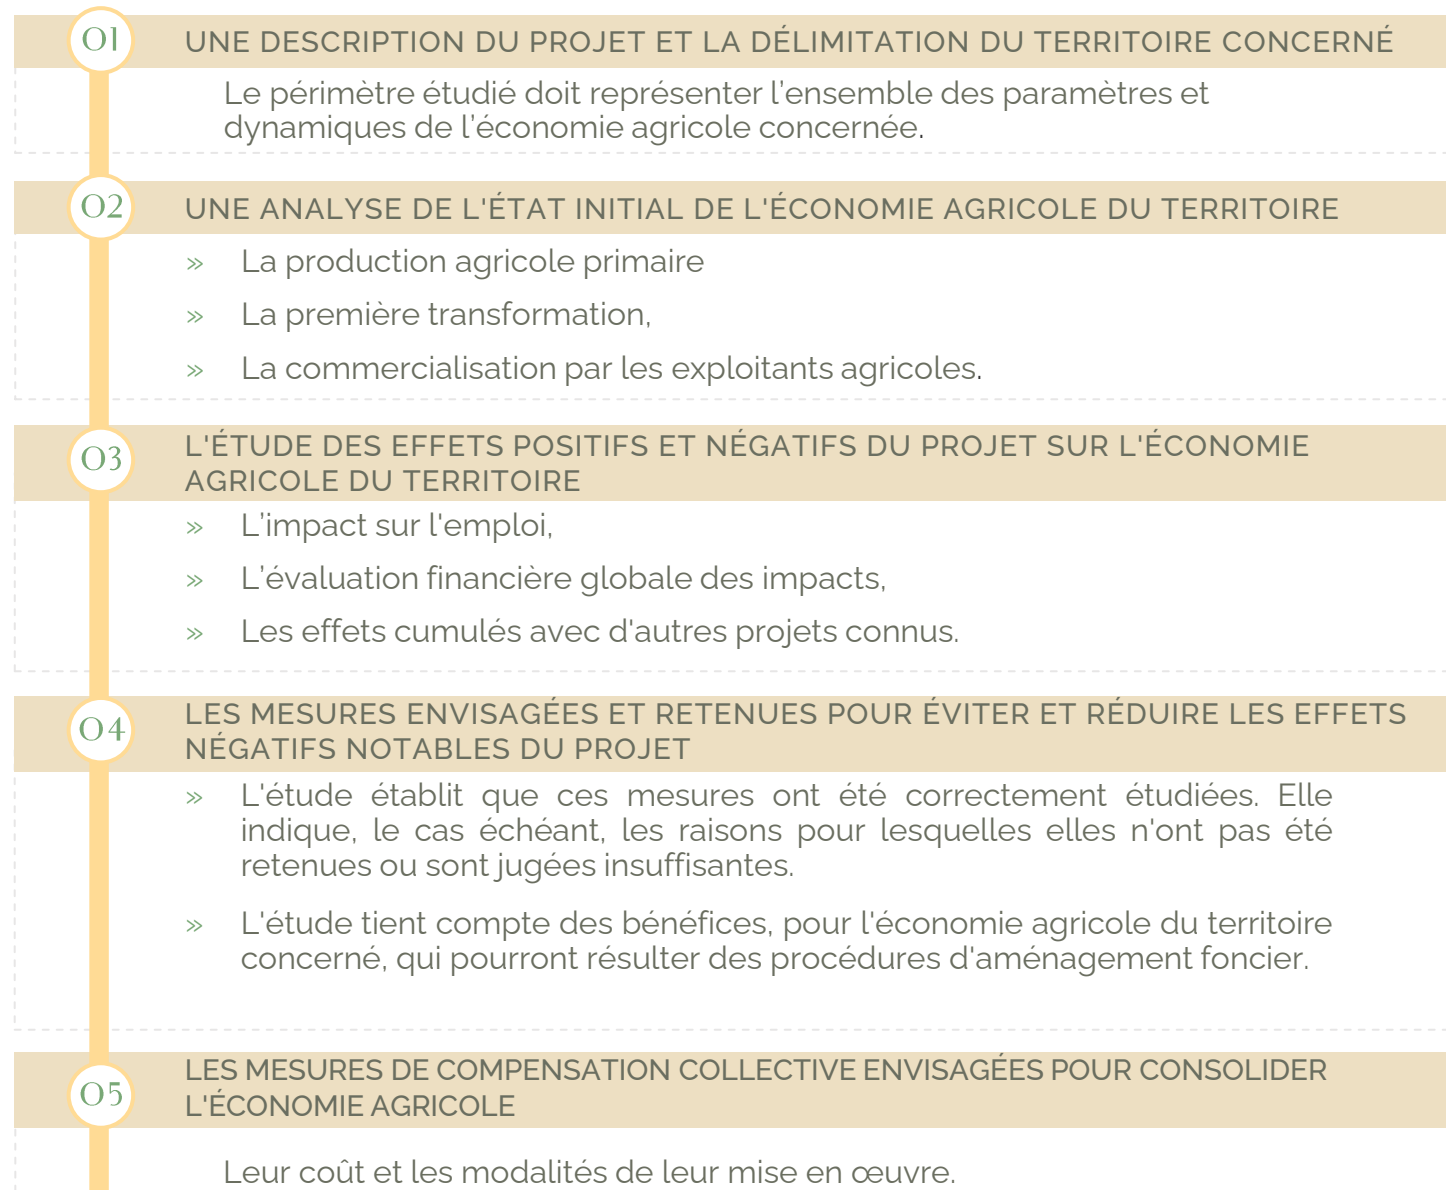 01
UNE DESCRIPTION DU PROJET ET LA DÉLIMITATION DU TERRITOIRE CONCERNÉ
Le périmètre étudié doit représenter l’ensemble des paramètres et
dynamiques de l’économie agricole concernée.
02
UNE ANALYSE DE L'ÉTAT INITIAL DE L'ÉCONOMIE AGRICOLE DU TERRITOIRE
» La production agricole primaire
» La première transformation,
» La commercialisation par les exploitants agricoles.
03
L'ÉTUDE DES EFFETS POSITIFS ET NÉGATIFS DU PROJET SUR L'ÉCONOMIE
AGRICOLE DU TERRITOIRE
» L’impact sur l'emploi,
» L’évaluation financière globale des impacts,
» Les effets cumulés avec d'autres projets connus.
04
LES MESURES ENVISAGÉES ET RETENUES POUR ÉVITER ET RÉDUIRE LES EFFETS
NÉGATIFS NOTABLES DU PROJET
» L'étude établit que ces mesures ont été correctement étudiées. Elle
indique, le cas échéant, les raisons pour lesquelles elles n'ont pas été
retenues ou sont jugées insuffisantes.
» L'étude tient compte des bénéfices, pour l'économie agricole du territoire
concerné, qui pourront résulter des procédures d'aménagement foncier.
05
LES MESURES DE COMPENSATION COLLECTIVE ENVISAGÉES POUR CONSOLIDER
L'ÉCONOMIE AGRICOLE
Leur coût et les modalités de leur mise en œuvre.